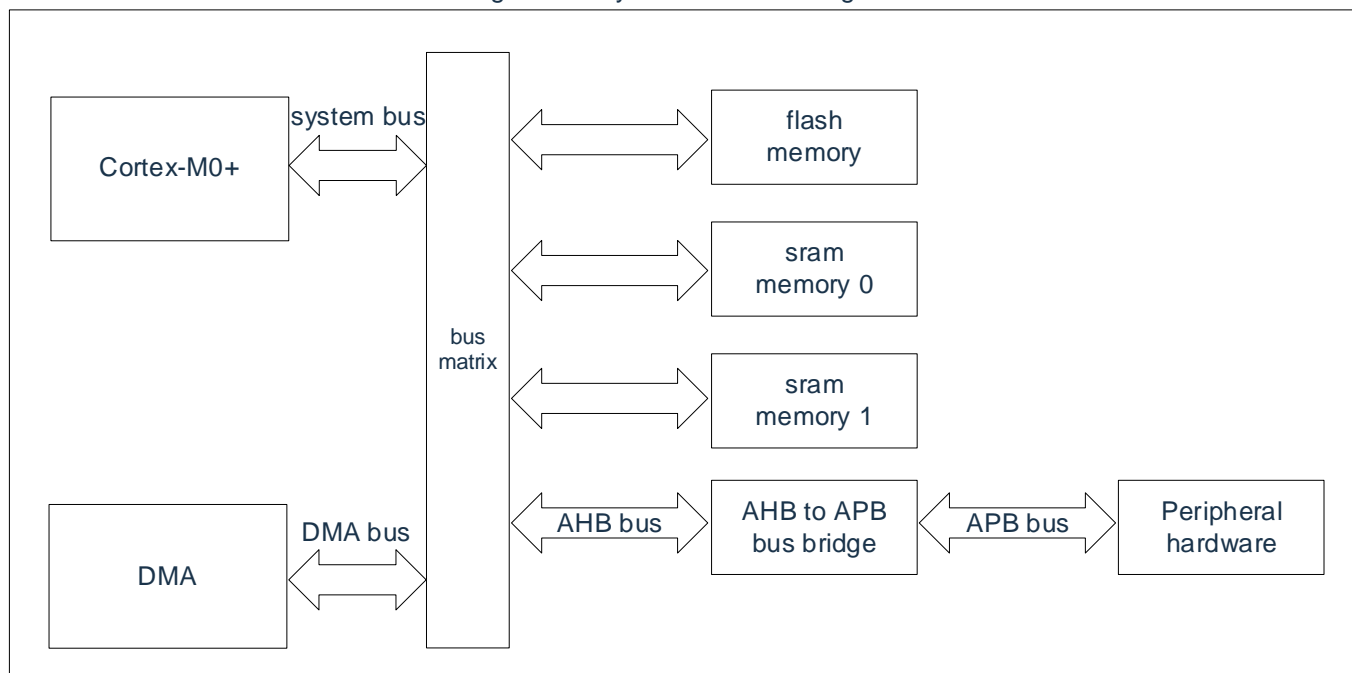 system bus
Cortex-M0+
flash
memory
sram
memory 0
bus
matrix
sram
memory 1
DMA bus
DMA
AHB bus
AHB to APB
bus bridge
APB bus
Peripheral
hardware